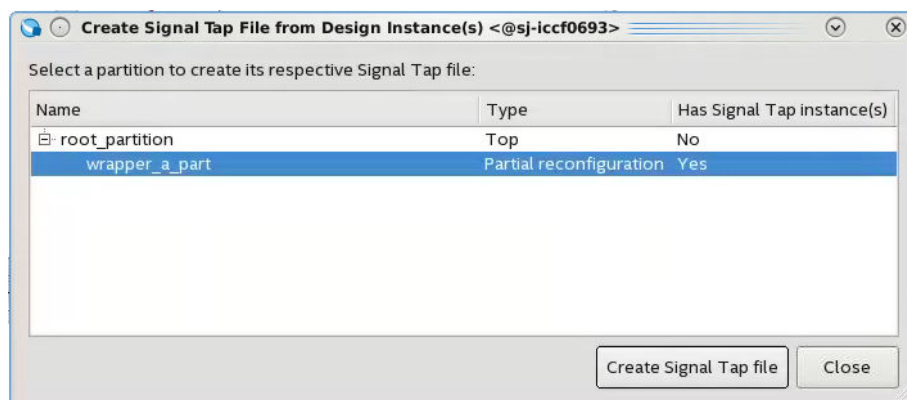 Create Signal Tap File from Design Instance(s) <@sj-iccf0693>
Select a partition to create its respective Signal Tap file:
Name Type Has Signal Tap instance(s)
root_partition Top No
wrapper_a_part Partial reconfiguration Yes
Create Signal Tap file Close